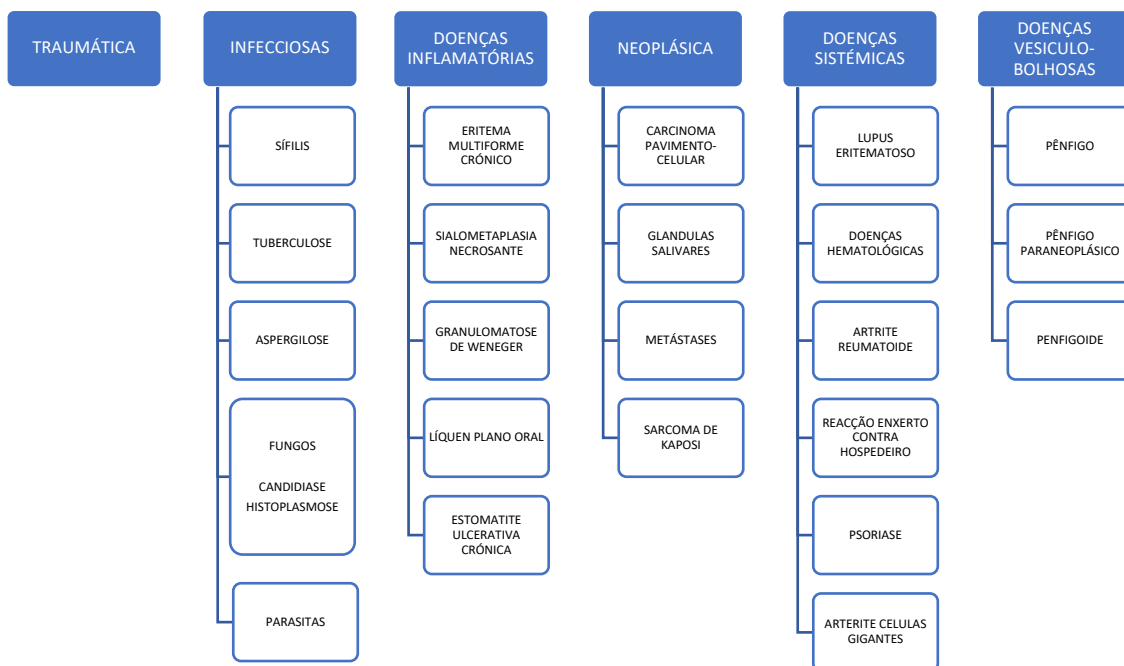 TRAUMÁTICA
INFECCIOSAS
SÍFILIS
TUBERCULOSE
ASPERGILOSE
FUNGOS
CANDIDIASE
HISTOPLASMOSE
PARASITAS
DOENÇAS
INFLAMATÓRIAS
ERITEMA
MULTIFORME
CRÓNICO
SIALOMETAPLASIA
NECROSANTE
GRANULOMATOSE
DE WENEGER
LÍQUEN PLANO ORAL
ESTOMATITE
ULCERATIVA
CRÓNICA
NEOPLÁSICA
CARCINOMA
PAVIMENTO-
CELULAR
GLANDULAS
SALIVARES
METÁSTASES
SARCOMA DE
KAPOSI
DOENÇAS
SISTÉMICAS
LUPUS
ERITEMATOSO
DOENÇAS
HEMATOLÓGICAS
ARTRITE
REUMATOIDE
REACÇÃO ENXERTO
CONTRA
HOSPEDEIRO
PSORIASE
ARTERITE CELULAS
GIGANTES
DOENÇAS
VESICULO-
BOLHOSAS
PÊNFIGO
PÊNFIGO
PARANEOPLÁSICO
PENFIGOIDE